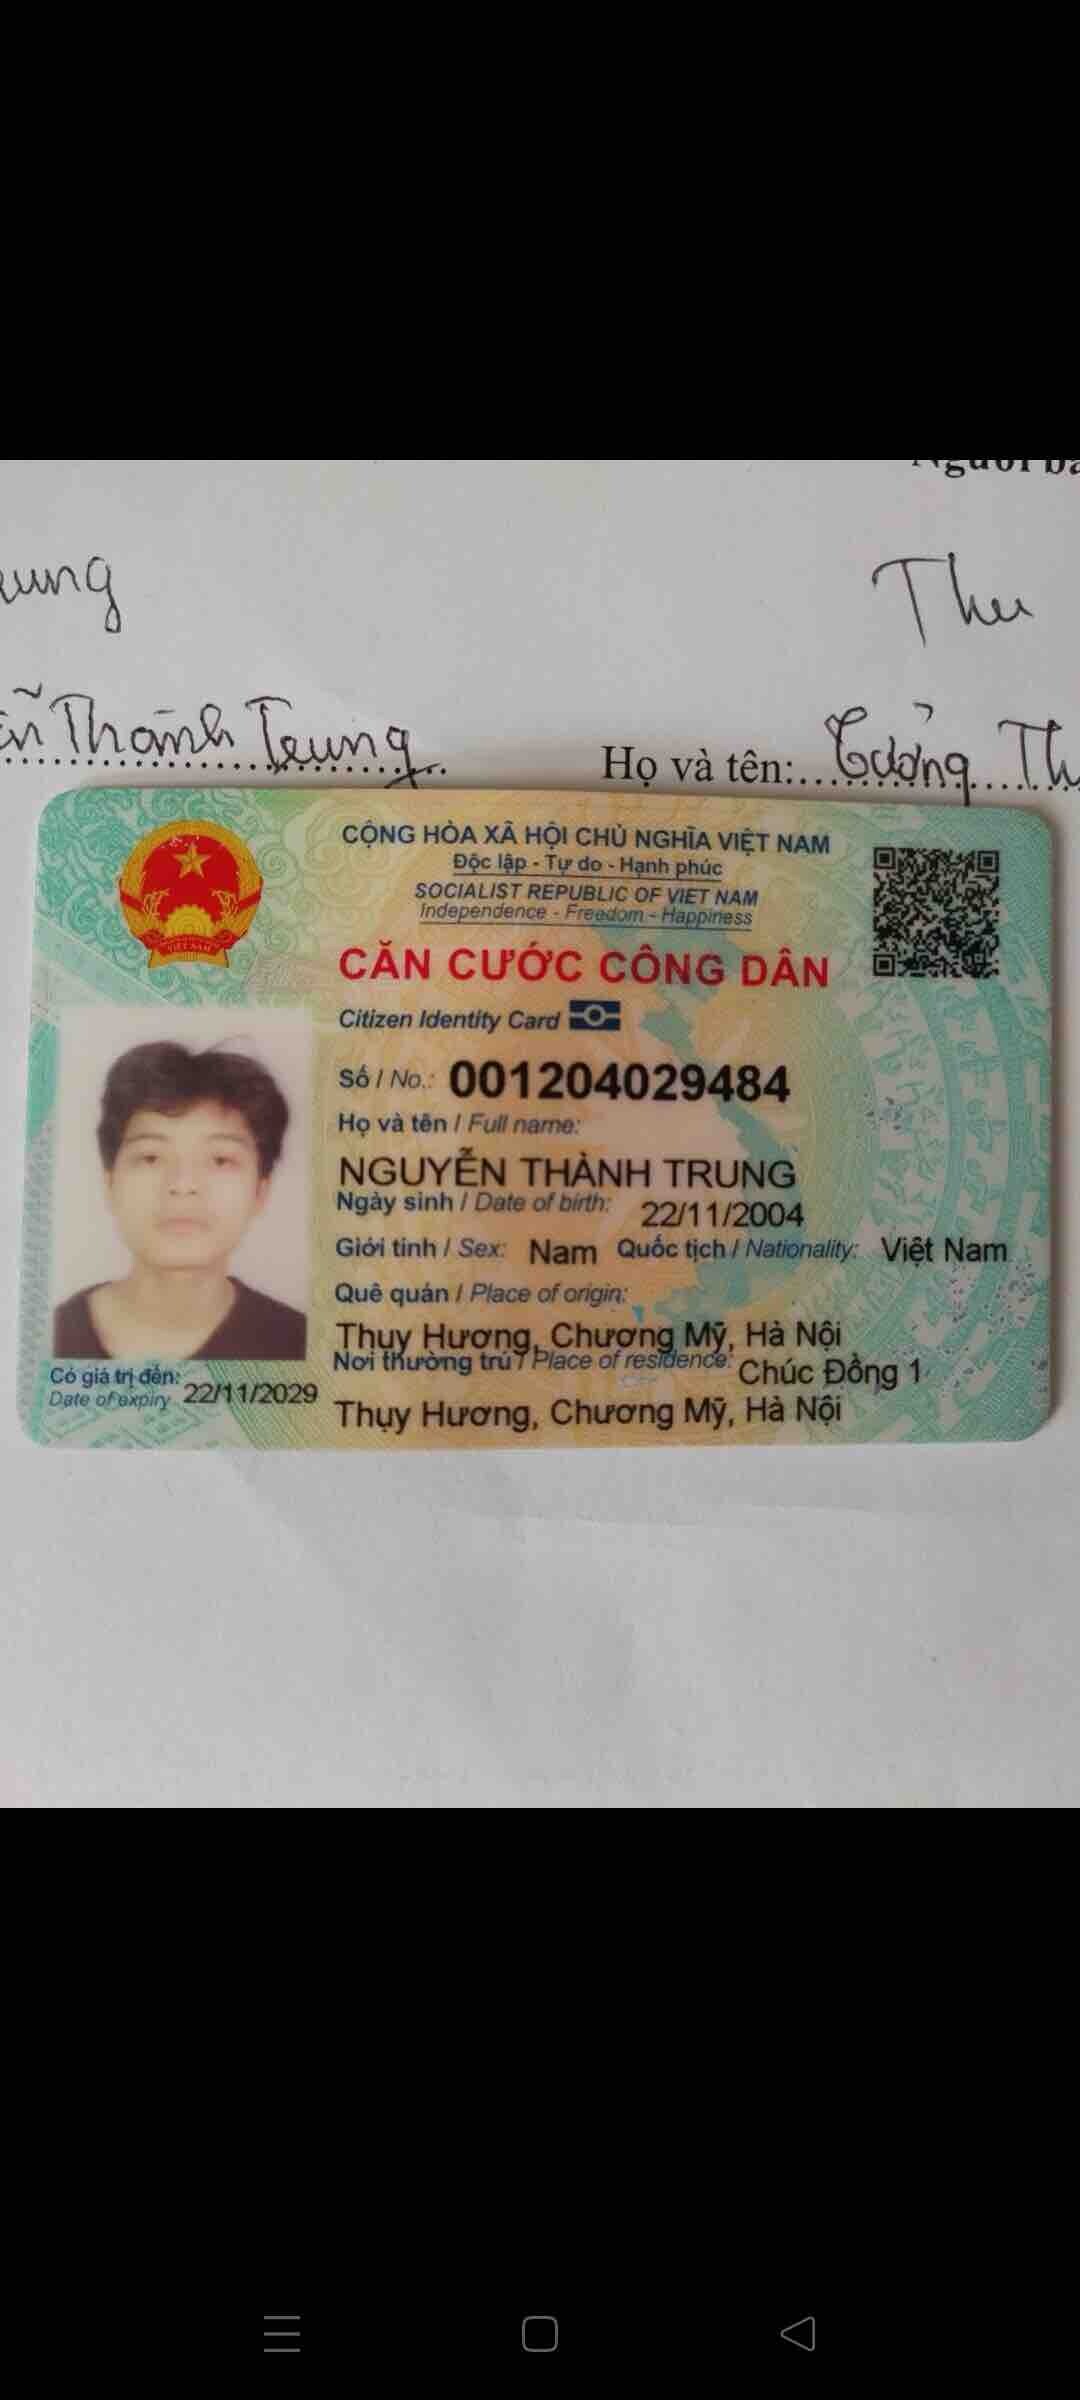 Thu
Thành Trung
Họ và tên:
CỘNG HÒA XÃ HỘI CHỦ NGHĨA VIỆT NAM
Độc lập - Tự do - Hạnh phúc
SOCIALIST REPUBLIC OF VIET NAM
Independence - Freedom - Happiness
CĂN CƯỚC CÔNG DÂN
Citizen Identity Card
Số / No.: 001204029484
Họ và tên / Full name:
NGUYỄN THÀNH TRUNG
Ngày sinh / Date of birth: 22/11/2004
Giới tính / Sex: Nam Quốc tịch / Nationality: Việt Nam
Quê quán / Place of origin:
Thụy Hương, Chương Mỹ, Hà Nội
Nơi thường trú / Place of residence: Chúc Đồng 1
Thụy Hương, Chương Mỹ, Hà Nội
Có giá trị đến: 22/11/2029
Date of expiry
VIỆT NAM